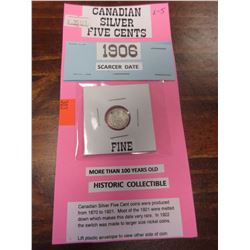 CANADIAN
SILVER
FIVE CENTS
L-5
1906
SCARCER DATE
FINE
MORE THAN 100 YEARS OLD
HISTORIC COLLECTIBLE
Canadian Silver Five Cent coins were produced
from 1870 to 1921. Most of the 1921 were melted
down which makes this date very rare. In 1902
the switch was made to larger size nickel coins.
Lift plastic envelope to view other side of coin